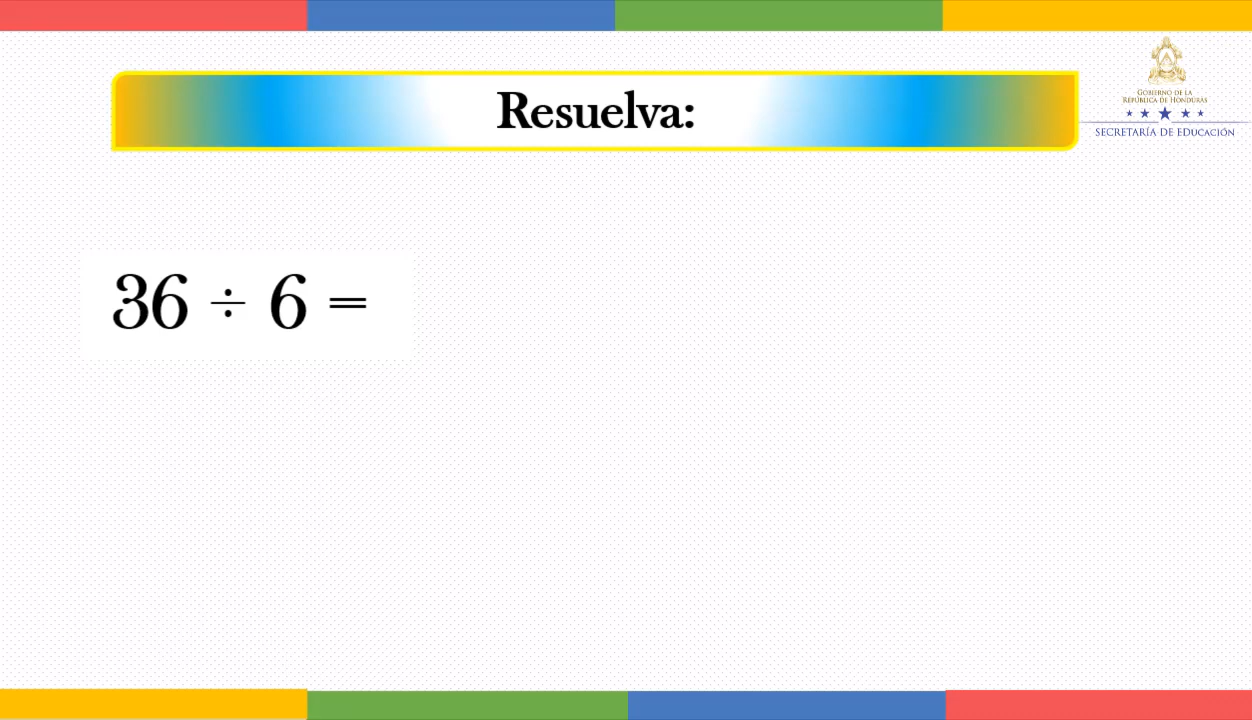 Resuelva:
GOBIERNO DE LA
REPÚBLICA DE HONDURAS
SECRETARÍA DE EDUCACIÓN
36 ÷ 6 =